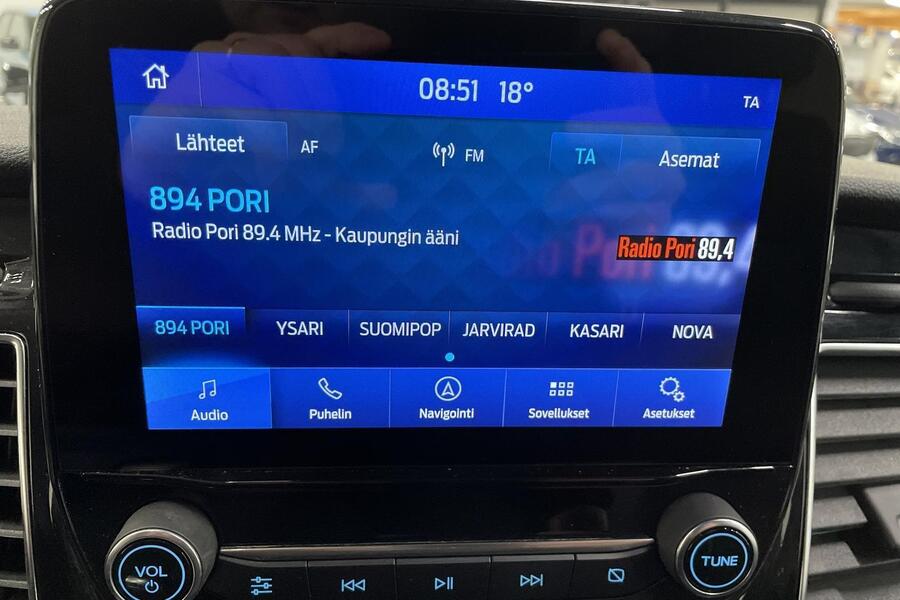 08:51 18°
TA
Lähteet AF FM TA Asemat
894 PORI
Radio Pori 89.4 MHz - Kaupungin ääni
Radio Pori 89,4
894 PORI YSARI SUOMIPOP JARVIRAD KASARI NOVA
Audio Puhelin Navigointi Sovellukset Asetukset
VOL TUNE